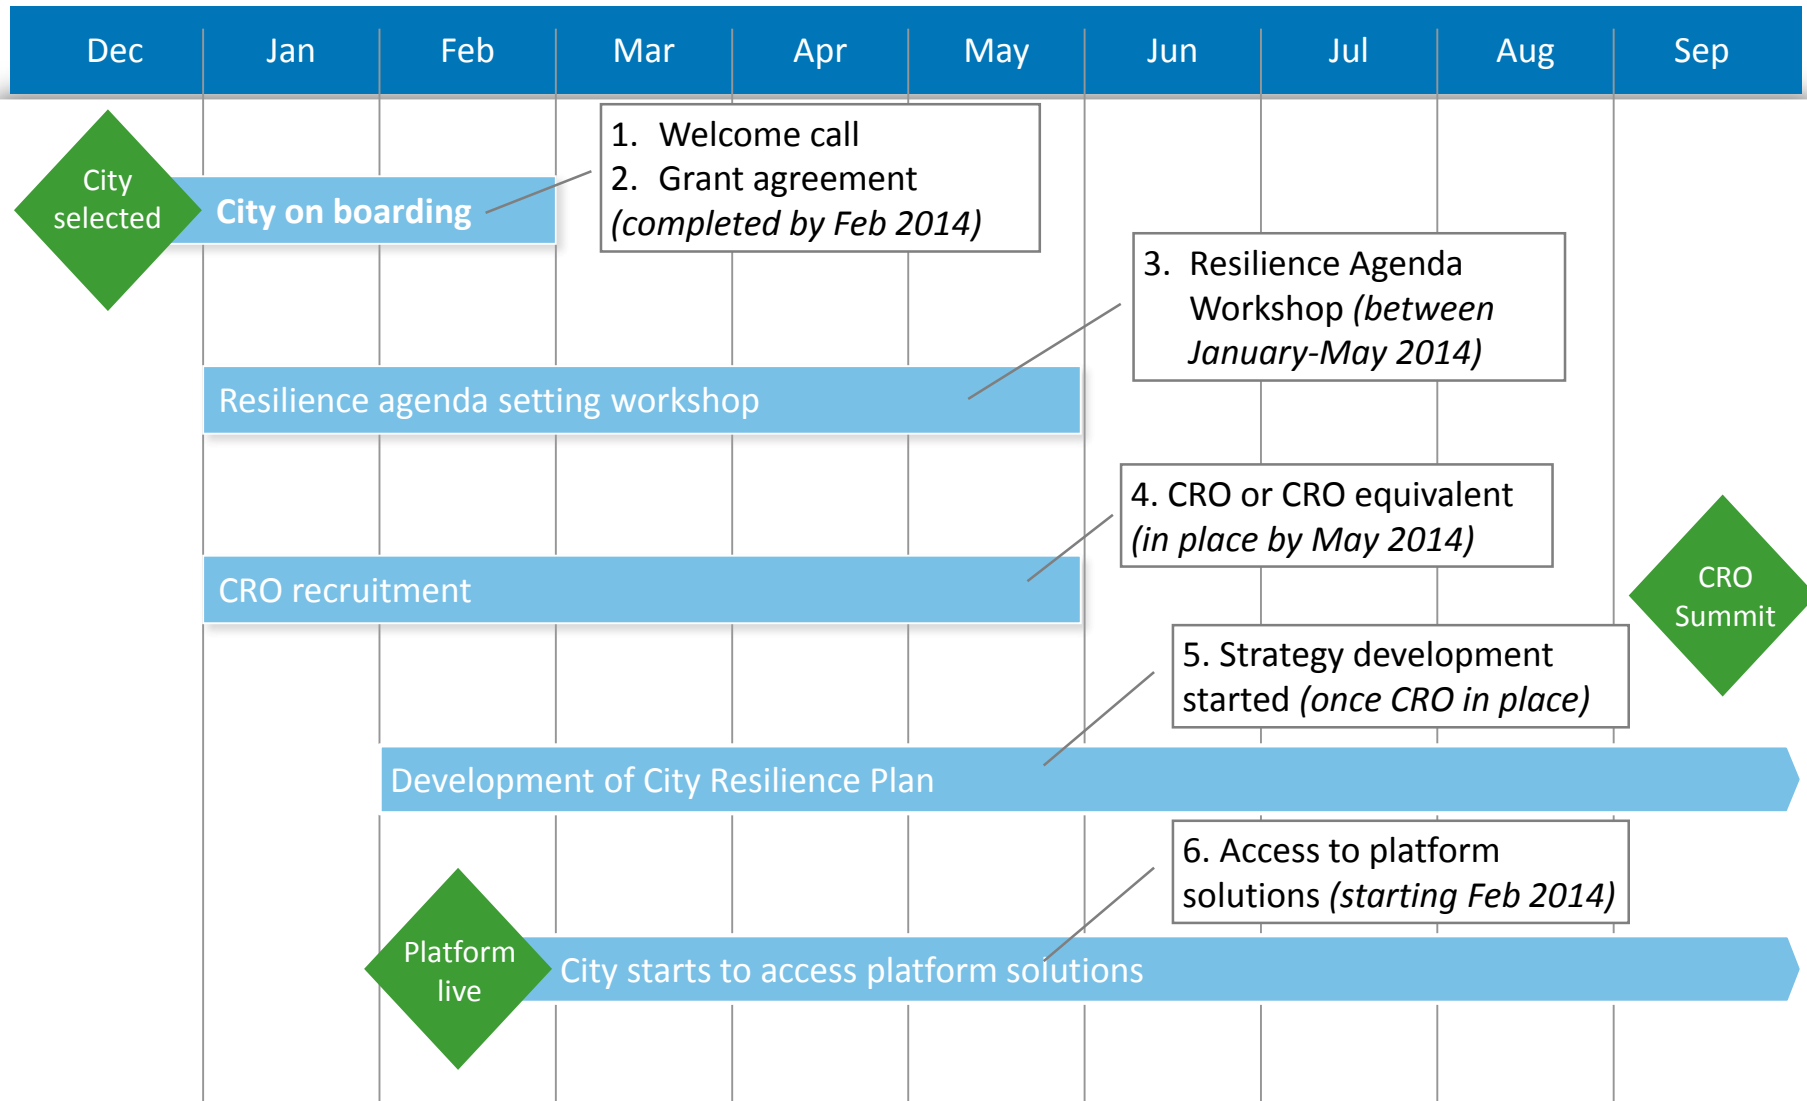 Dec Jan Feb Mar Apr May Jun Jul Aug Sep
City
selected
City on boarding
1. Welcome call
2. Grant agreement
(completed by Feb 2014)
3. Resilience Agenda
Workshop (between
January-May 2014)
Resilience agenda setting workshop
4. CRO or CRO equivalent
(in place by May 2014)
CRO recruitment
CRO
Summit
5. Strategy development
started (once CRO in place)
Development of City Resilience Plan
6. Access to platform
solutions (starting Feb 2014)
Platform
live
City starts to access platform solutions